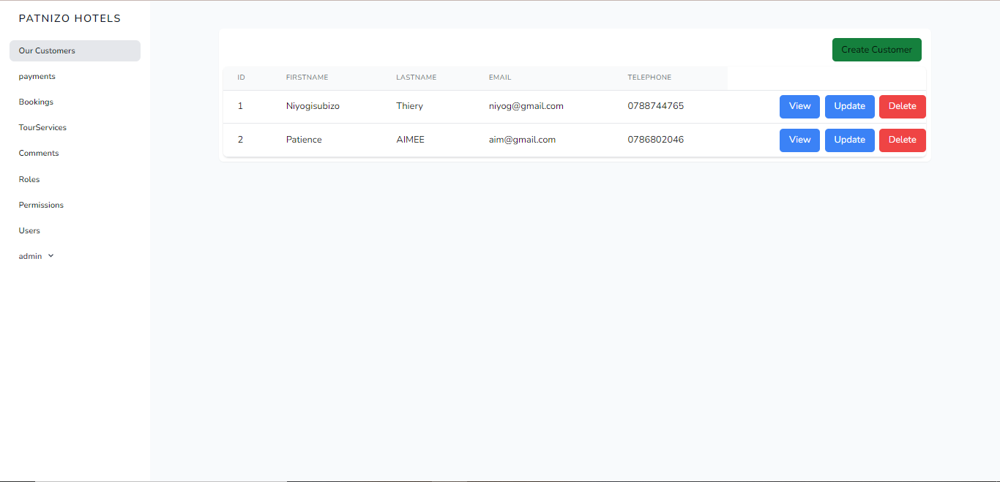 PATNIZO HOTELS
Our Customers
payments
Bookings
TourServices
Comments
Roles
Permissions
Users
admin
Create Customer
ID FIRSTNAME LASTNAME EMAIL TELEPHONE
1 Niyogisubizo Thiery niyog@gmail.com 0788744765 View Update Delete
2 Patience AIMEE aim@gmail.com 0786802046 View Update Delete